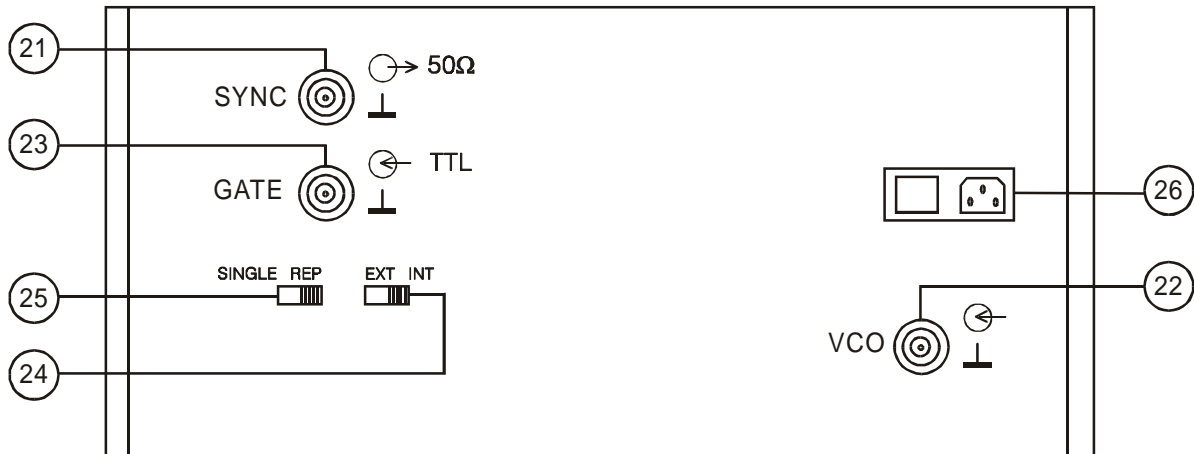 21
50Ω
SYNC
23
TTL
GATE
26
SINGLE REP EXT INT
25
22
VCO
24